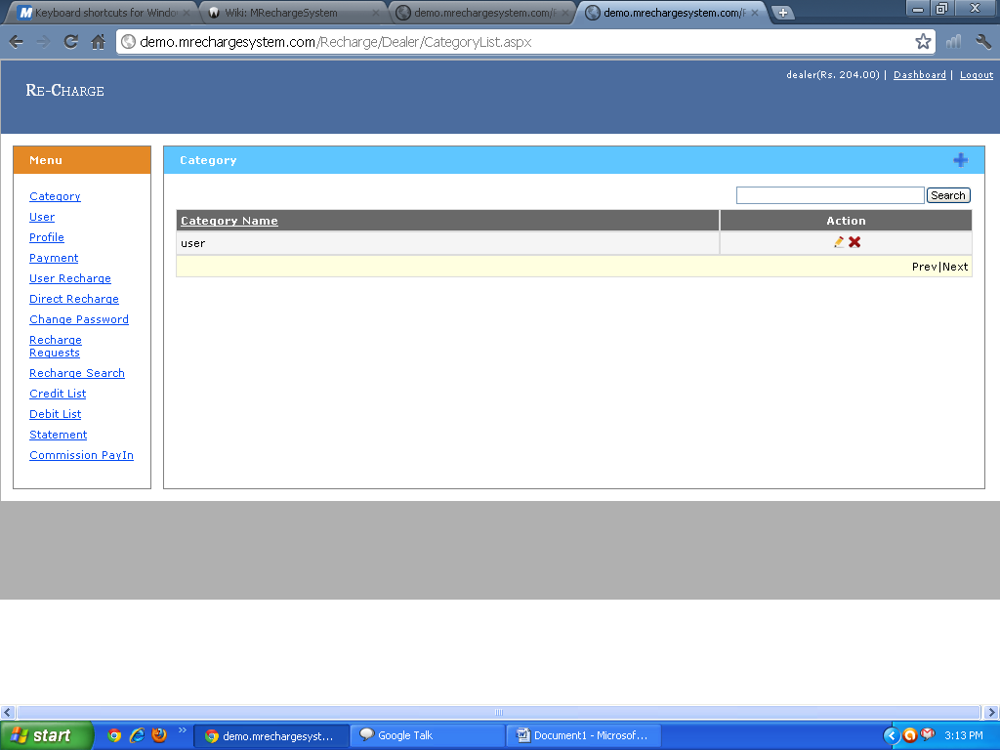 Keyboard shortcuts for Windo
Wiki: MRechargeSystem
demo.mrechargesystem.com/R
demo.mrechargesystem.com/R
demo.mrechargesystem.com/Recharge/Dealer/CategoryList.aspx
dealer(Rs. 204.00) | Dashboard | Logout
Re-Charge
Menu
Category
User
Profile
Payment
User Recharge
Direct Recharge
Change Password
Recharge
Requests
Recharge Search
Credit List
Debit List
Statement
Commission PayIn
Category
Search
Category Name
Action
user
Prev|Next
start
demo.mrechargesyst...
Google Talk
Document1 - Microsof...
3:13 PM